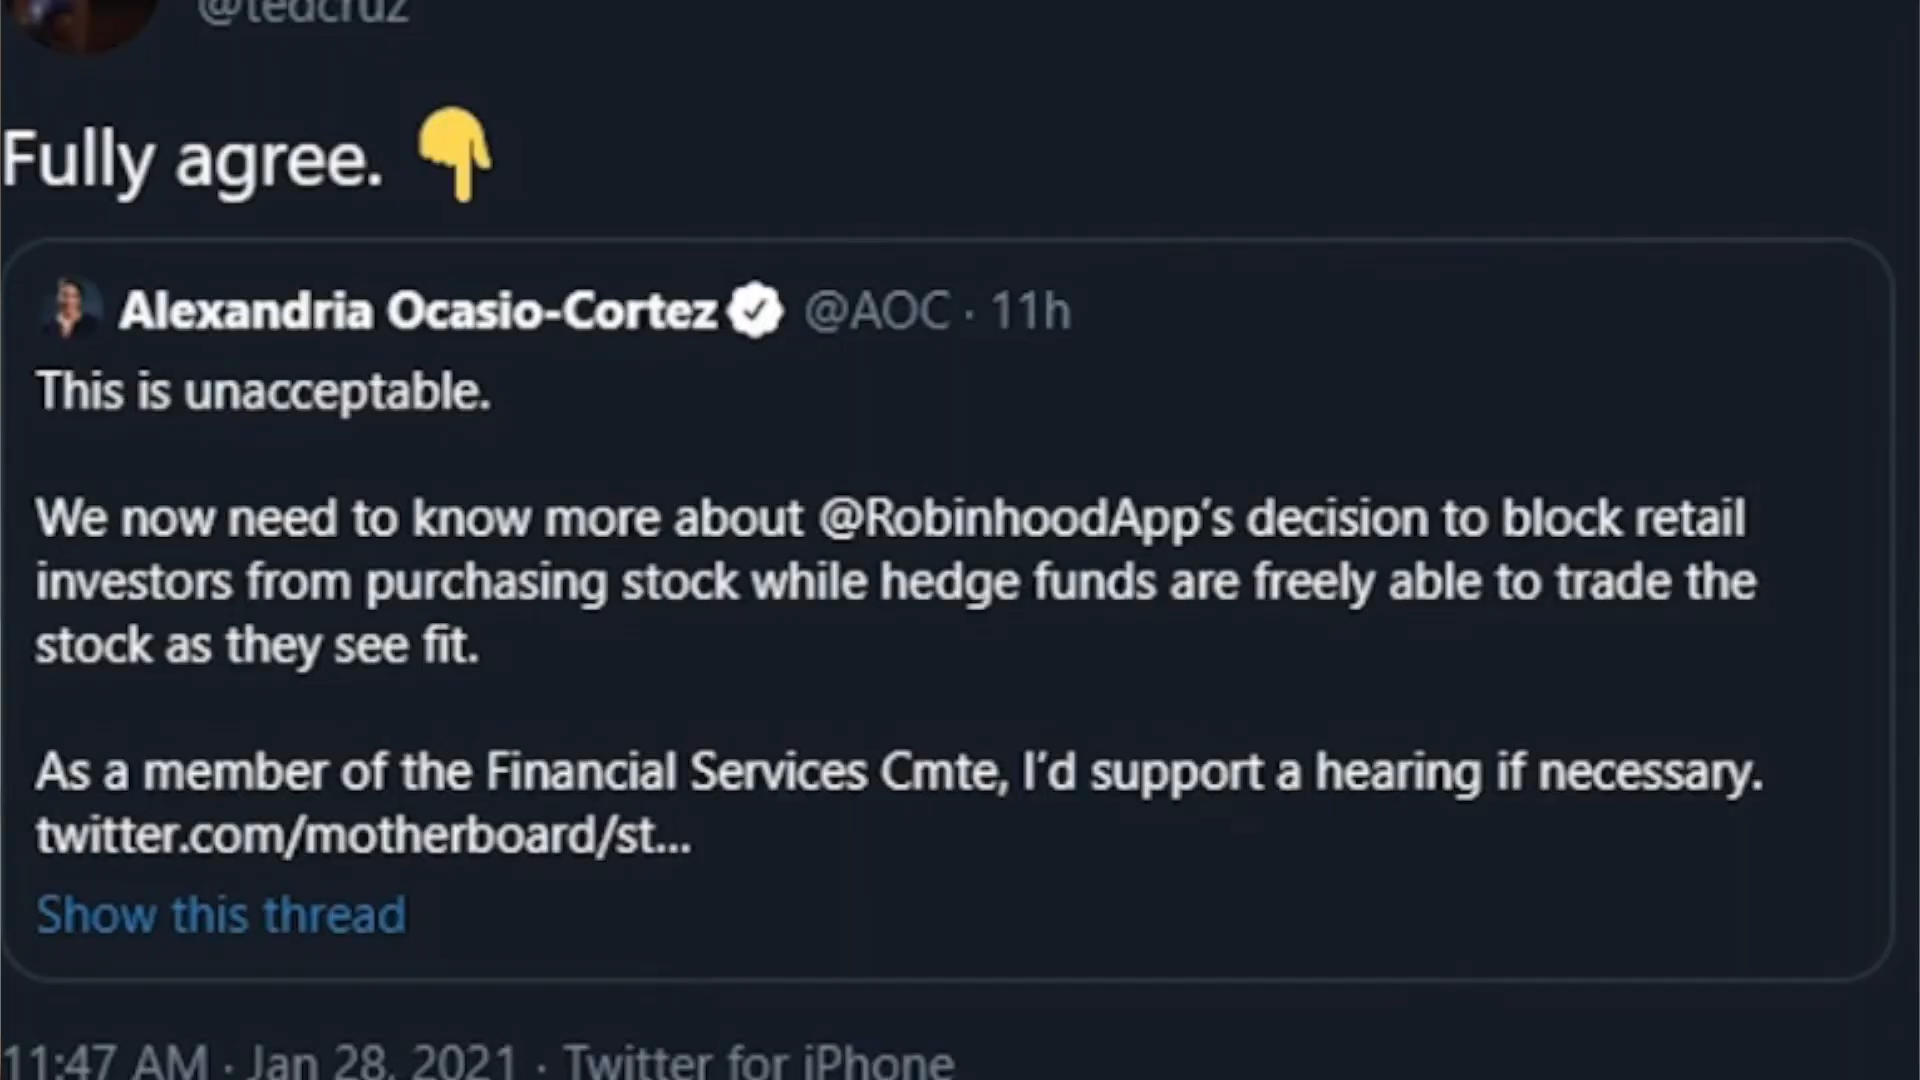 @tedcruz
Fully agree. 👇
Alexandria Ocasio-Cortez @AOC · 11h
This is unacceptable.
We now need to know more about @RobinhoodApp's decision to block retail
investors from purchasing stock while hedge funds are freely able to trade the
stock as they see fit.
As a member of the Financial Services Cmte, I'd support a hearing if necessary.
twitter.com/motherboard/st...
Show this thread
11:47 AM · Jan 28, 2021 · Twitter for iPhone